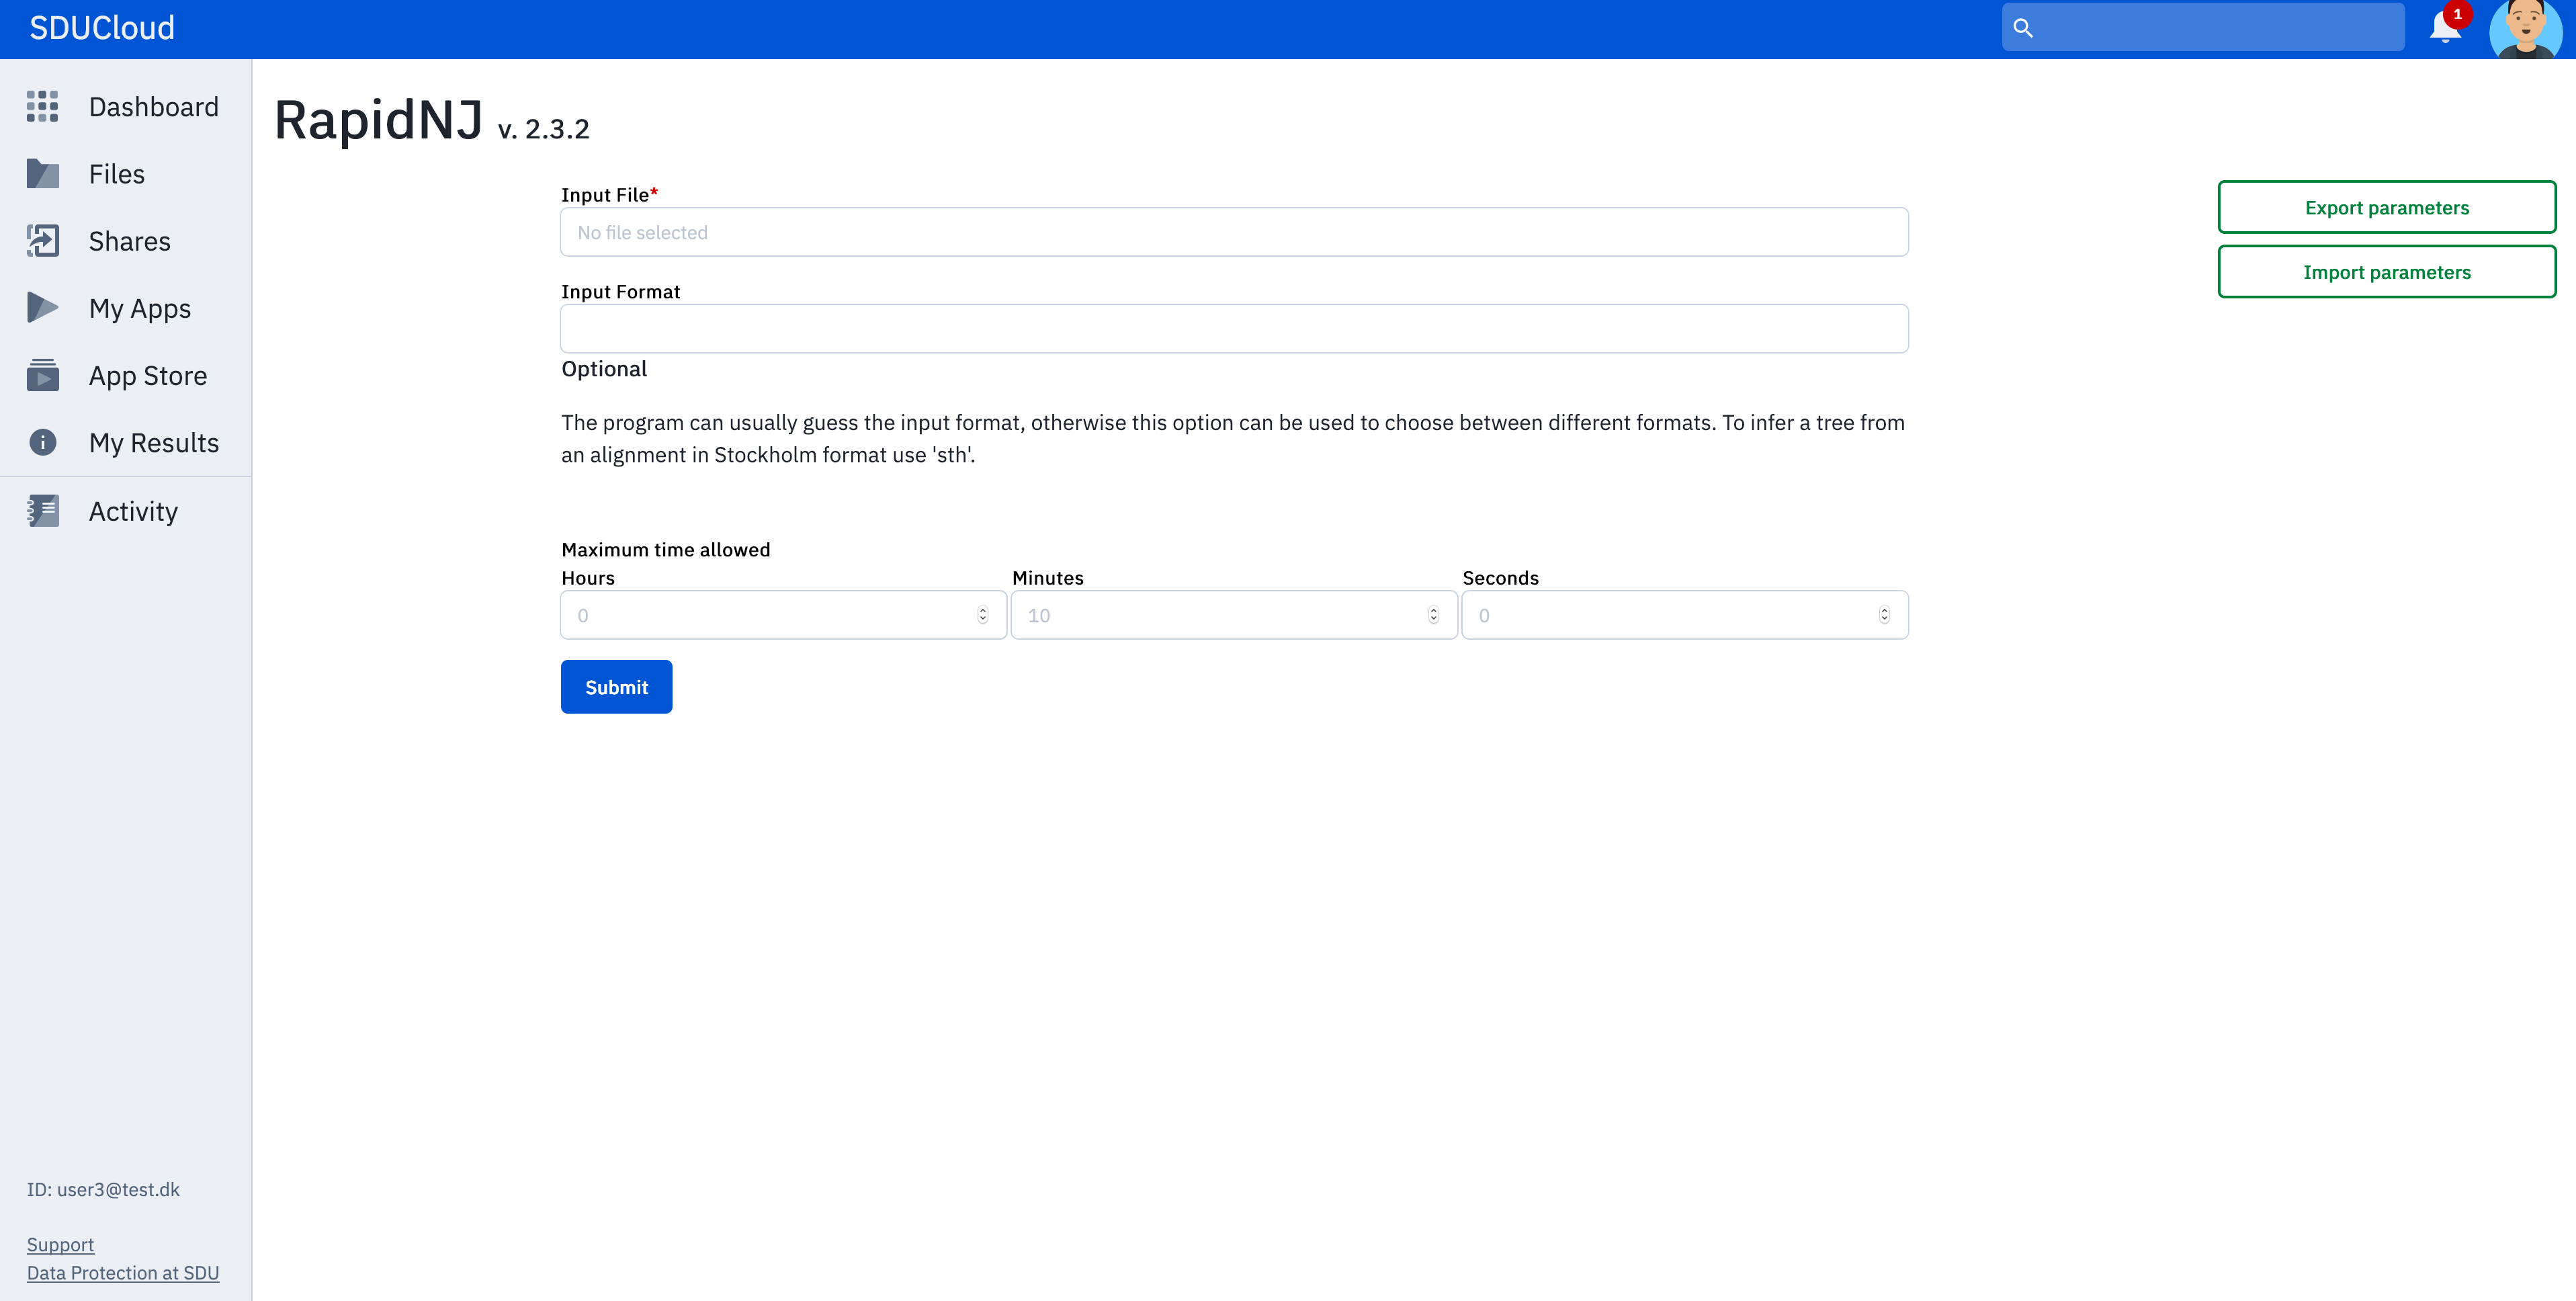 SDUCloud
1
Dashboard
Files
Shares
My Apps
App Store
My Results
Activity
ID: user3@test.dk
Support
Data Protection at SDU
RapidNJ v. 2.3.2
Input File*
No file selected
Input Format
Optional
The program can usually guess the input format, otherwise this option can be used to choose between different formats. To infer a tree from
an alignment in Stockholm format use 'sth'.
Maximum time allowed
Hours Minutes Seconds
0 10 0
Submit
Export parameters
Import parameters